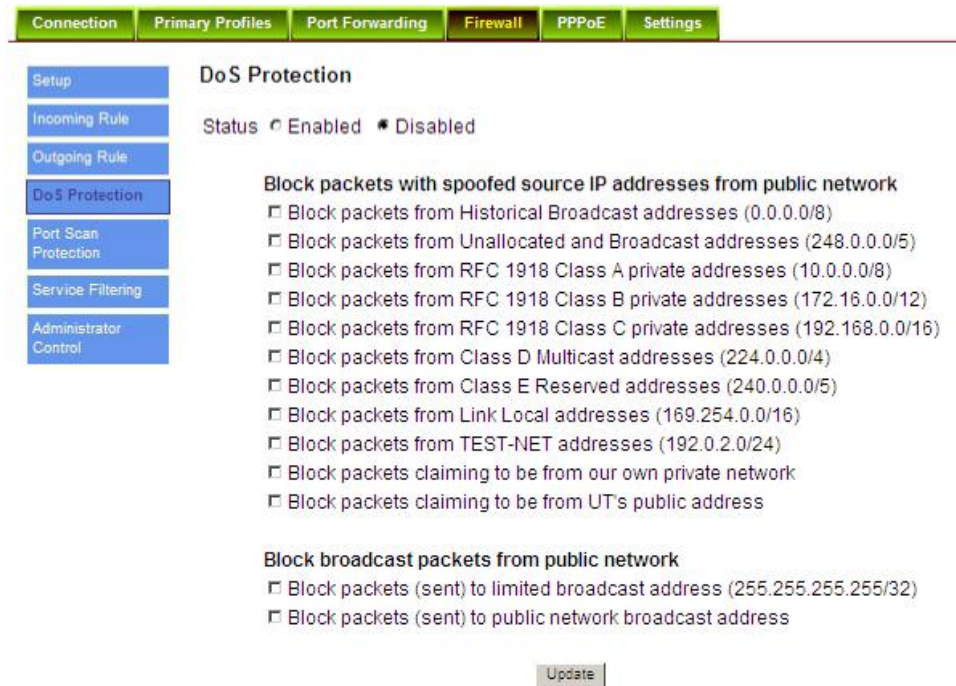 Connection Primary Profiles Port Forwarding Firewall PPPoE Settings
Setup
Incoming Rule
Outgoing Rule
DoS Protection
Port Scan
Protection
Service Filtering
Administrator
Control
DoS Protection
Status Enabled Disabled
Block packets with spoofed source IP addresses from public network
Block packets from Historical Broadcast addresses (0.0.0.0/8)
Block packets from Unallocated and Broadcast addresses (248.0.0.0/5)
Block packets from RFC 1918 Class A private addresses (10.0.0.0/8)
Block packets from RFC 1918 Class B private addresses (172.16.0.0/12)
Block packets from RFC 1918 Class C private addresses (192.168.0.0/16)
Block packets from Class D Multicast addresses (224.0.0.0/4)
Block packets from Class E Reserved addresses (240.0.0.0/5)
Block packets from Link Local addresses (169.254.0.0/16)
Block packets from TEST-NET addresses (192.0.2.0/24)
Block packets claiming to be from our own private network
Block packets claiming to be from UT's public address
Block broadcast packets from public network
Block packets (sent) to limited broadcast address (255.255.255.255/32)
Block packets (sent) to public network broadcast address
Update